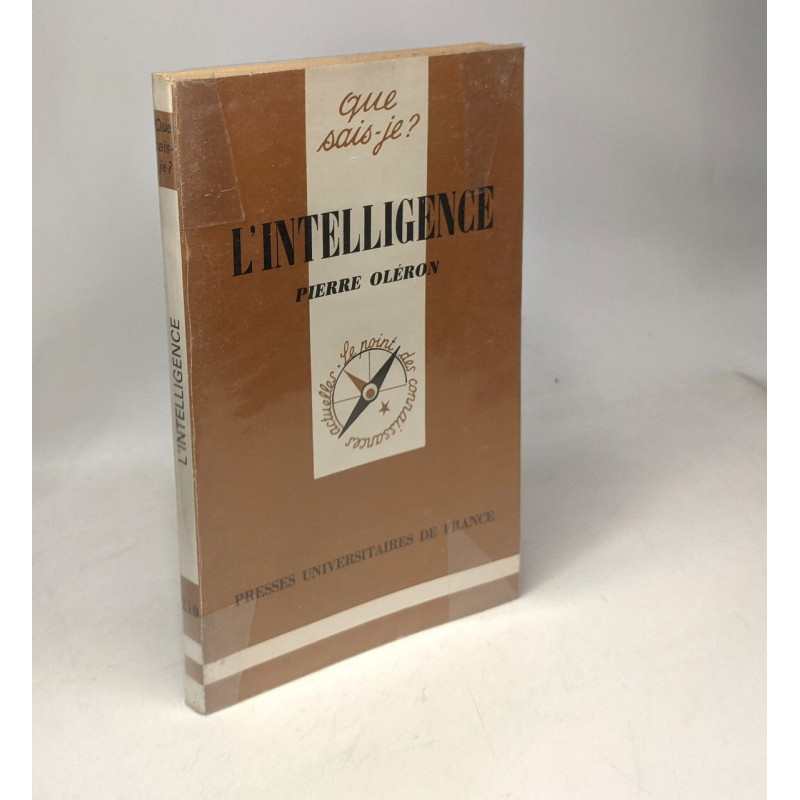 que
sais-je?
L'INTELLIGENCE
PIERRE OLÉRON
Le point des connaissances actuelles.
PRESSES UNIVERSITAIRES DE FRANCE
Que
sais-
je?
L'INTELLIGENCE
210